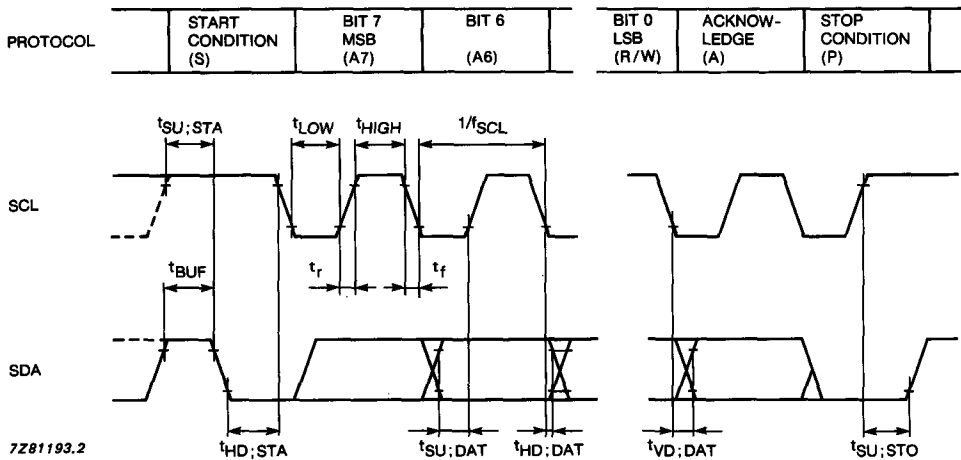 PROTOCOL
START
CONDITION
(S)
BIT 7
MSB
(A7)
BIT 6
(A6)
BIT 0
LSB
(R/W)
ACKNOW-
LEDGE
(A)
STOP
CONDITION
(P)
tSU;STA
tLOW
tHIGH
1/fSCL
SCL
tBUF
tr
tf
SDA
tHD;STA
tSU;DAT
tHD;DAT
tVD;DAT
tSU;STO
7Z81193.2